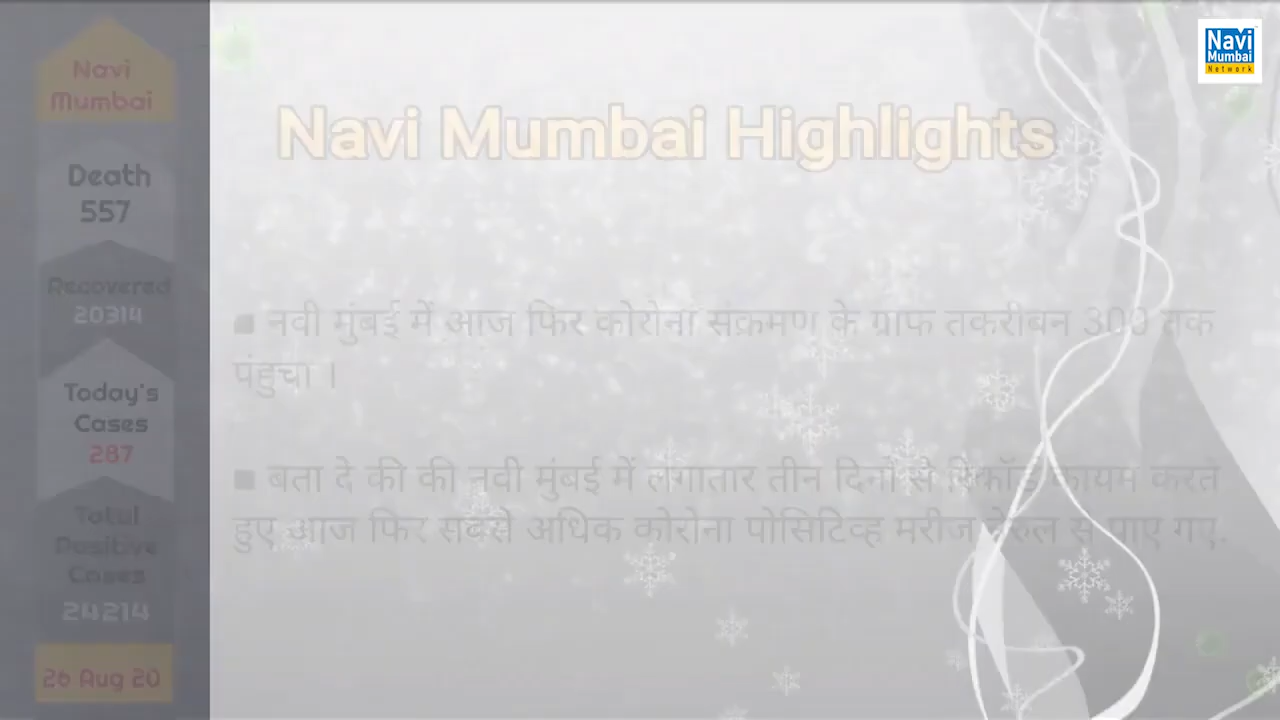 Navi
Mumbai
Death
557
Recovered
20314
Today's
Cases
287
Total
Positive
Cases
24214
26 Aug 20
Navi
Mumbai
Network
Navi Mumbai Highlights
■ नवी मुंबई में आज फिर कोरोना संक्रमण के ग्राफ तकरीबन 300 तक
पंहुचा ।
■ बता दे की की नवी मुंबई में लगातार तीन दिनो से रिकॉर्ड कायम करते
हुए आज फिर सबसे अधिक कोरोना पोसिटिव्ह मरीज नेरुल से पाए गए.